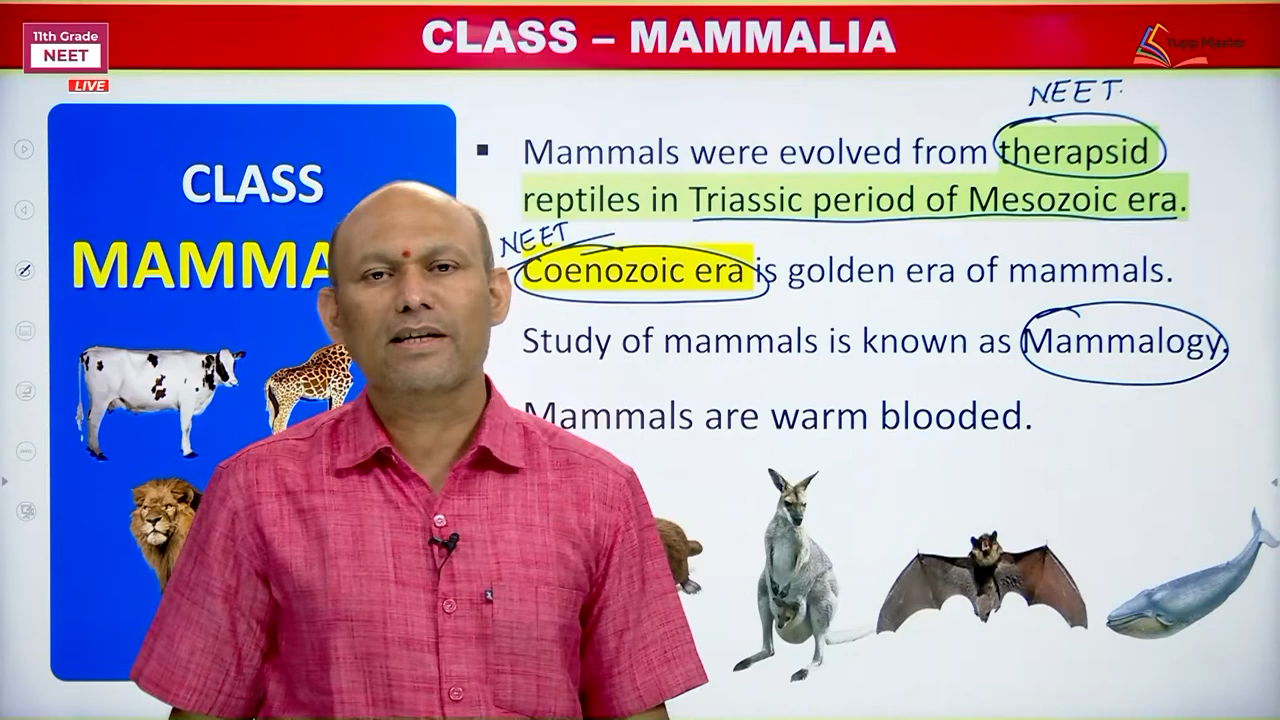 CLASS – MAMMALIA
11th Grade
NEET
LIVE
Tupp Master
NEET
Mammals were evolved from therapsid
reptiles in Triassic period of Mesozoic era.
NEET
Coenozoic era is golden era of mammals.
Study of mammals is known as Mammalogy.
Mammals are warm blooded.
CLASS
MAMMA